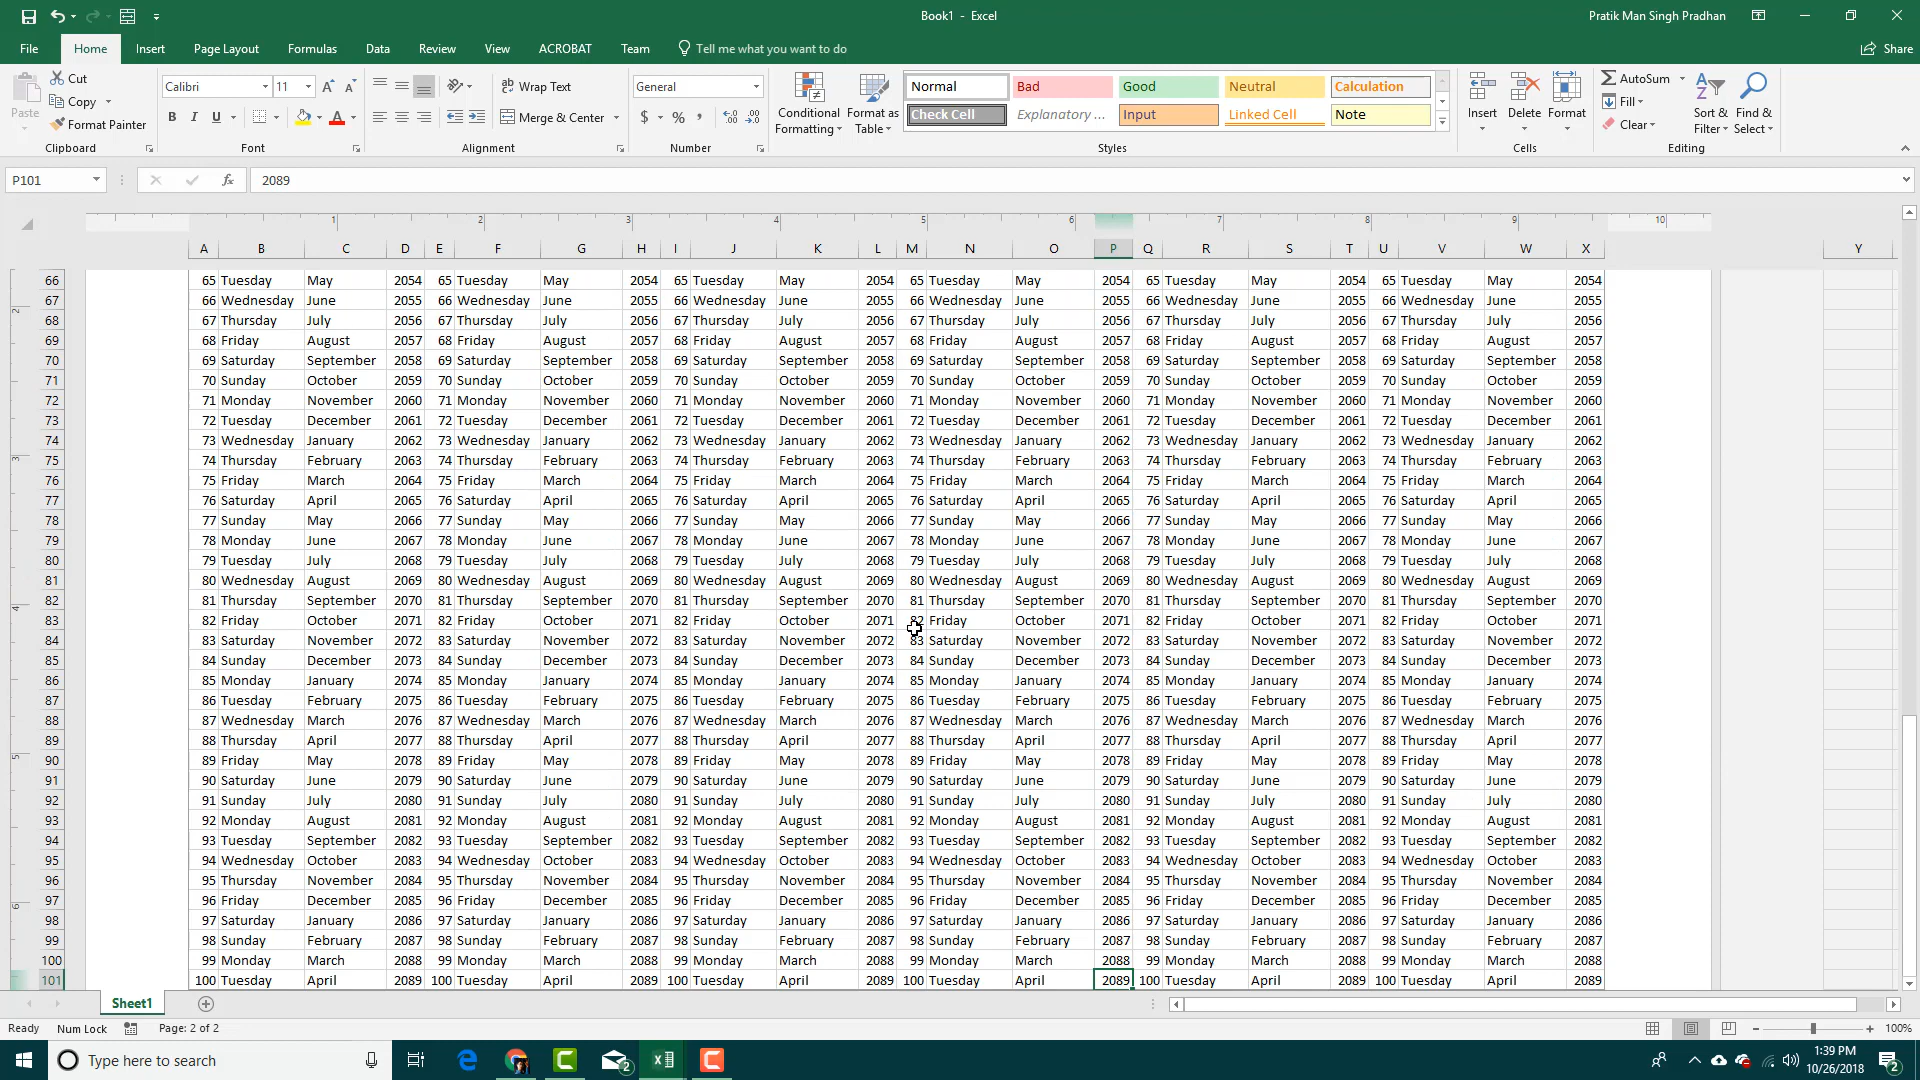 Book1 - Excel
Pratik Man Singh Pradhan
File Home Insert Page Layout Formulas Data Review View ACROBAT Team Tell me what you want to do Share
Paste Cut Copy Format Painter Clipboard
Calibri 11 B I U A Font
Wrap Text Merge & Center Alignment
General $ % , Number
Conditional Formatting Format as Table
Normal Bad Good Neutral Calculation
Check Cell Explanatory ... Input Linked Cell Note
Styles
Insert Delete Format Cells
AutoSum Fill Clear Sort & Filter Find & Select Editing
P101 fx 2089
1 2 3 4 5 6 7 8 9 10
A B C D E F G H I J K L M N O P Q R S T U V W X Y
66 65 Tuesday May 2054 65 Tuesday May 2054 65 Tuesday May 2054 65 Tuesday May 2054 65 Tuesday May 2054 65 Tuesday May 2054
67 66 Wednesday June 2055 66 Wednesday June 2055 66 Wednesday June 2055 66 Wednesday June 2055 66 Wednesday June 2055 66 Wednesday June 2055
68 67 Thursday July 2056 67 Thursday July 2056 67 Thursday July 2056 67 Thursday July 2056 67 Thursday July 2056 67 Thursday July 2056
69 68 Friday August 2057 68 Friday August 2057 68 Friday August 2057 68 Friday August 2057 68 Friday August 2057 68 Friday August 2057
70 69 Saturday September 2058 69 Saturday September 2058 69 Saturday September 2058 69 Saturday September 2058 69 Saturday September 2058 69 Saturday September 2058
71 70 Sunday October 2059 70 Sunday October 2059 70 Sunday October 2059 70 Sunday October 2059 70 Sunday October 2059 70 Sunday October 2059
72 71 Monday November 2060 71 Monday November 2060 71 Monday November 2060 71 Monday November 2060 71 Monday November 2060 71 Monday November 2060
73 72 Tuesday December 2061 72 Tuesday December 2061 72 Tuesday December 2061 72 Tuesday December 2061 72 Tuesday December 2061 72 Tuesday December 2061
74 73 Wednesday January 2062 73 Wednesday January 2062 73 Wednesday January 2062 73 Wednesday January 2062 73 Wednesday January 2062 73 Wednesday January 2062
75 74 Thursday February 2063 74 Thursday February 2063 74 Thursday February 2063 74 Thursday February 2063 74 Thursday February 2063 74 Thursday February 2063
76 75 Friday March 2064 75 Friday March 2064 75 Friday March 2064 75 Friday March 2064 75 Friday March 2064 75 Friday March 2064
77 76 Saturday April 2065 76 Saturday April 2065 76 Saturday April 2065 76 Saturday April 2065 76 Saturday April 2065 76 Saturday April 2065
78 77 Sunday May 2066 77 Sunday May 2066 77 Sunday May 2066 77 Sunday May 2066 77 Sunday May 2066 77 Sunday May 2066
79 78 Monday June 2067 78 Monday June 2067 78 Monday June 2067 78 Monday June 2067 78 Monday June 2067 78 Monday June 2067
80 79 Tuesday July 2068 79 Tuesday July 2068 79 Tuesday July 2068 79 Tuesday July 2068 79 Tuesday July 2068 79 Tuesday July 2068
81 80 Wednesday August 2069 80 Wednesday August 2069 80 Wednesday August 2069 80 Wednesday August 2069 80 Wednesday August 2069 80 Wednesday August 2069
82 81 Thursday September 2070 81 Thursday September 2070 81 Thursday September 2070 81 Thursday September 2070 81 Thursday September 2070 81 Thursday September 2070
83 82 Friday October 2071 82 Friday October 2071 82 Friday October 2071 82 Friday October 2071 82 Friday October 2071 82 Friday October 2071
84 83 Saturday November 2072 83 Saturday November 2072 83 Saturday November 2072 83 Saturday November 2072 83 Saturday November 2072 83 Saturday November 2072
85 84 Sunday December 2073 84 Sunday December 2073 84 Sunday December 2073 84 Sunday December 2073 84 Sunday December 2073 84 Sunday December 2073
86 85 Monday January 2074 85 Monday January 2074 85 Monday January 2074 85 Monday January 2074 85 Monday January 2074 85 Monday January 2074
87 86 Tuesday February 2075 86 Tuesday February 2075 86 Tuesday February 2075 86 Tuesday February 2075 86 Tuesday February 2075 86 Tuesday February 2075
88 87 Wednesday March 2076 87 Wednesday March 2076 87 Wednesday March 2076 87 Wednesday March 2076 87 Wednesday March 2076 87 Wednesday March 2076
89 88 Thursday April 2077 88 Thursday April 2077 88 Thursday April 2077 88 Thursday April 2077 88 Thursday April 2077 88 Thursday April 2077
90 89 Friday May 2078 89 Friday May 2078 89 Friday May 2078 89 Friday May 2078 89 Friday May 2078 89 Friday May 2078
91 90 Saturday June 2079 90 Saturday June 2079 90 Saturday June 2079 90 Saturday June 2079 90 Saturday June 2079 90 Saturday June 2079
92 91 Sunday July 2080 91 Sunday July 2080 91 Sunday July 2080 91 Sunday July 2080 91 Sunday July 2080 91 Sunday July 2080
93 92 Monday August 2081 92 Monday August 2081 92 Monday August 2081 92 Monday August 2081 92 Monday August 2081 92 Monday August 2081
94 93 Tuesday September 2082 93 Tuesday September 2082 93 Tuesday September 2082 93 Tuesday September 2082 93 Tuesday September 2082 93 Tuesday September 2082
95 94 Wednesday October 2083 94 Wednesday October 2083 94 Wednesday October 2083 94 Wednesday October 2083 94 Wednesday October 2083 94 Wednesday October 2083
96 95 Thursday November 2084 95 Thursday November 2084 95 Thursday November 2084 95 Thursday November 2084 95 Thursday November 2084 95 Thursday November 2084
97 96 Friday December 2085 96 Friday December 2085 96 Friday December 2085 96 Friday December 2085 96 Friday December 2085 96 Friday December 2085
98 97 Saturday January 2086 97 Saturday January 2086 97 Saturday January 2086 97 Saturday January 2086 97 Saturday January 2086 97 Saturday January 2086
99 98 Sunday February 2087 98 Sunday February 2087 98 Sunday February 2087 98 Sunday February 2087 98 Sunday February 2087 98 Sunday February 2087
100 99 Monday March 2088 99 Monday March 2088 99 Monday March 2088 99 Monday March 2088 99 Monday March 2088 99 Monday March 2088
101 100 Tuesday April 2089 100 Tuesday April 2089 100 Tuesday April 2089 100 Tuesday April 2089 100 Tuesday April 2089 100 Tuesday April 2089
Sheet1
Ready Num Lock Page: 2 of 2 100%
Type here to search
2
1:39 PM
10/26/2018
2